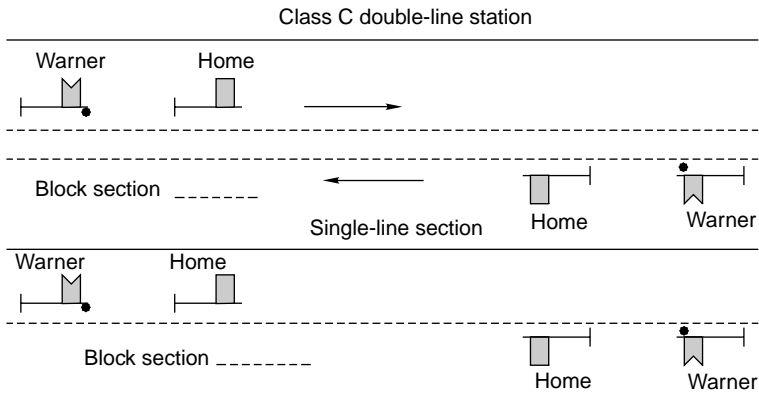 Class C double-line station
Warner Home
Block section
Home Warner
Single-line section
Warner Home
Block section
Home Warner